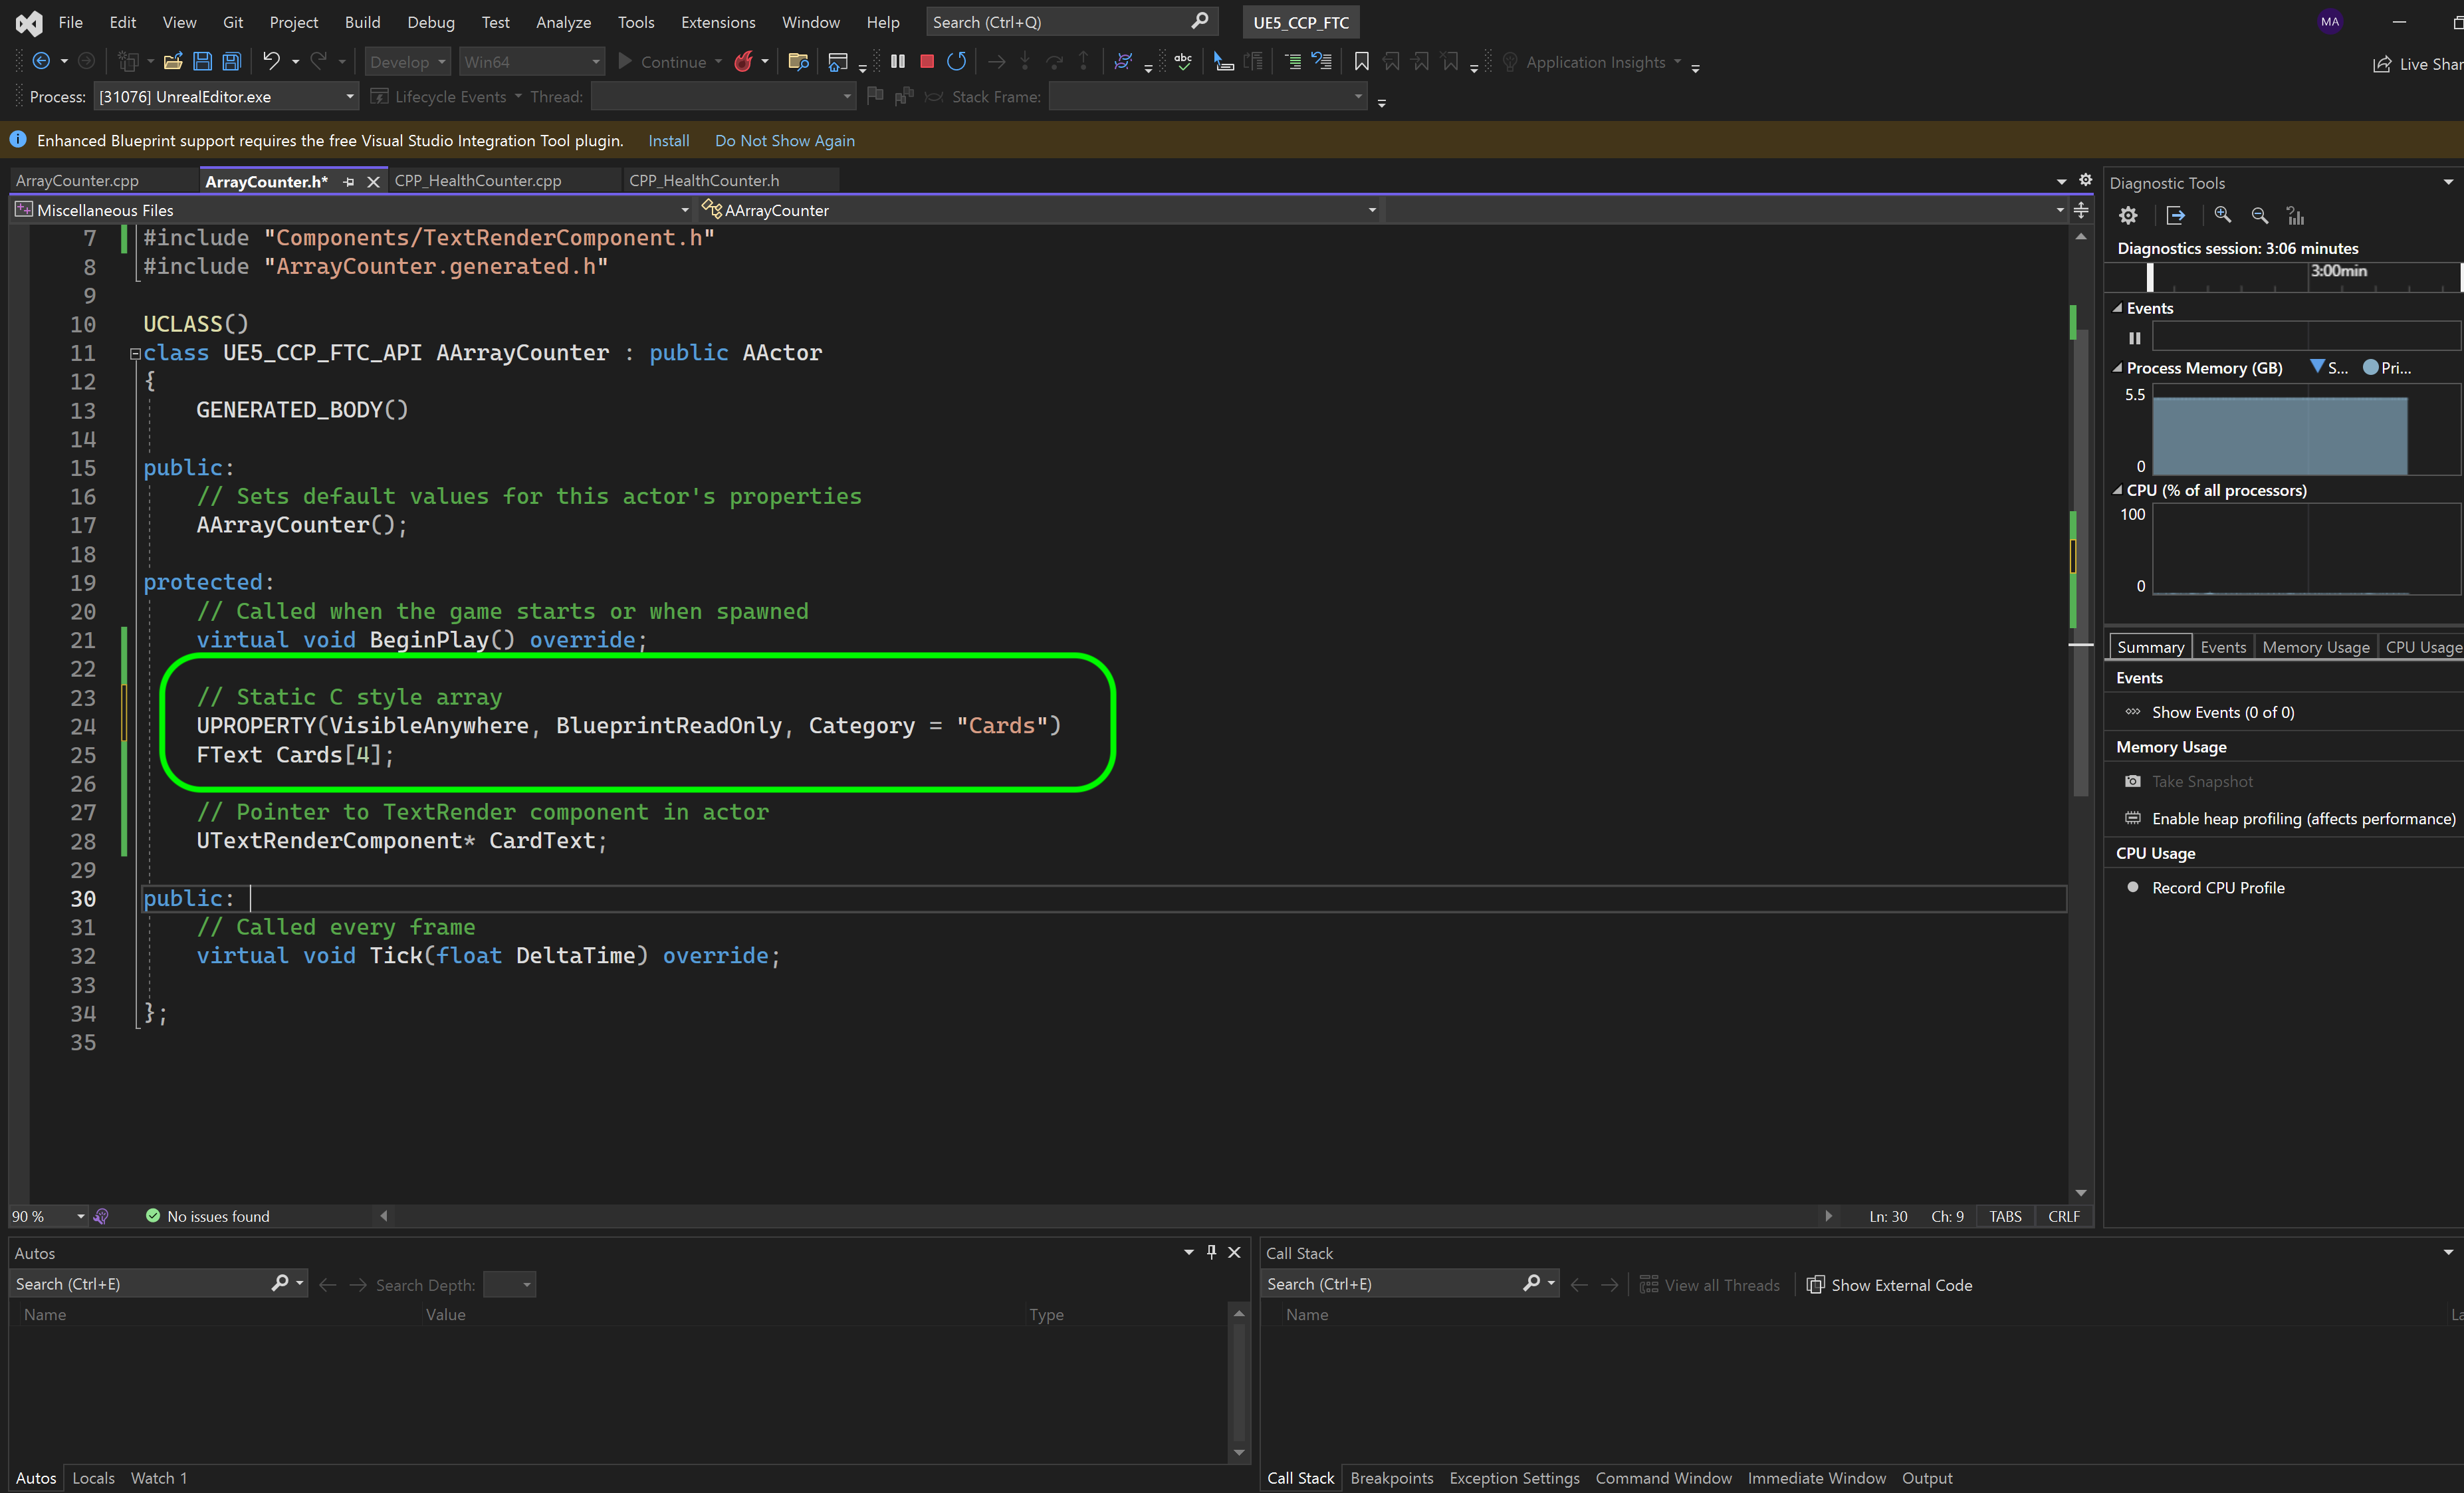 File Edit View Git Project Build Debug Test Analyze Tools Extensions Window Help Search (Ctrl+Q) UE5_CCP_FTC MA
Develop Win64 Continue Application Insights Live Shar
Process: [31076] UnrealEditor.exe Lifecycle Events Thread: Stack Frame:
Enhanced Blueprint support requires the free Visual Studio Integration Tool plugin. Install Do Not Show Again
ArrayCounter.cpp ArrayCounter.h* CPP_HealthCounter.cpp CPP_HealthCounter.h
Miscellaneous Files AArrayCounter
7 #include "Components/TextRenderComponent.h"
8 #include "ArrayCounter.generated.h"
9
10 UCLASS()
11 class UE5_CCP_FTC_API AArrayCounter : public AActor
12 {
13 GENERATED_BODY()
14
15 public:
16 // Sets default values for this actor's properties
17 AArrayCounter();
18
19 protected:
20 // Called when the game starts or when spawned
21 virtual void BeginPlay() override;
22
23 // Static C style array
24 UPROPERTY(VisibleAnywhere, BlueprintReadOnly, Category = "Cards")
25 FText Cards[4];
26
27 // Pointer to TextRender component in actor
28 UTextRenderComponent* CardText;
29
30 public:
31 // Called every frame
32 virtual void Tick(float DeltaTime) override;
33
34 };
35
90 % No issues found Ln: 30 Ch: 9 TABS CRLF
Diagnostic Tools
Diagnostics session: 3:06 minutes
3:00min
Events
Process Memory (GB) S... Pri...
5.5
0
CPU (% of all processors)
100
0
Summary Events Memory Usage CPU Usage
Events
Show Events (0 of 0)
Memory Usage
Take Snapshot
Enable heap profiling (affects performance)
CPU Usage
Record CPU Profile
Autos
Search (Ctrl+E) Search Depth:
Name Value Type
Autos Locals Watch 1
Call Stack
Search (Ctrl+E) View all Threads Show External Code
Name La
Call Stack Breakpoints Exception Settings Command Window Immediate Window Output